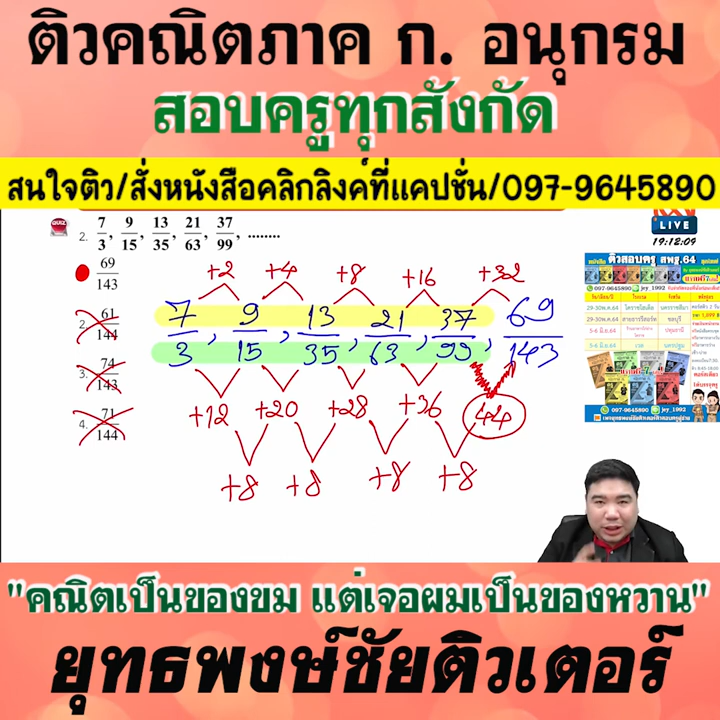 ติวคณิตภาค ก. อนุกรม
สอบครูทุกสังกัด
สนใจติว/สั่งหนังสือคลิกลิงค์ที่แคปชั่น/097-9645890
QUIZ
2. 7/3, 9/15, 13/35, 21/63, 37/99, ........
LIVE
19:12:09
69/143
2. 61/144
3. 74/143
4. 71/144
+2 +4 +8 +16 +32
7/3, 9/15, 13/35, 21/63, 37/99, 69/143
+12 +20 +28 +36 44
+8 +8 +8 +8
ติวสอบครู สพฐ.64
097-9645890 jey_1992
"คณิตเป็นของขม แต่เจอผมเป็นของหวาน"
ยุทธพงษ์ชัยติวเตอร์